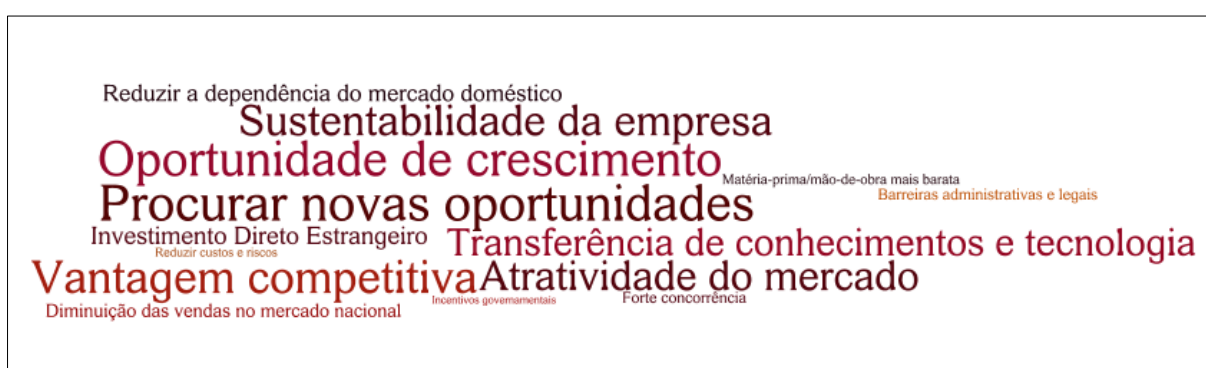 Reduzir a dependência do mercado doméstico
Sustentabilidade da empresa
Oportunidade de crescimento
Matéria-prima/mão-de-obra mais barata
Procurar novas oportunidades
Barreiras administrativas e legais
Investimento Direto Estrangeiro
Transferência de conhecimentos e tecnologia
Reduzir custos e riscos
Vantagem competitiva
Atratividade do mercado
Incentivos governamentais
Forte concorrência
Diminuição das vendas no mercado nacional